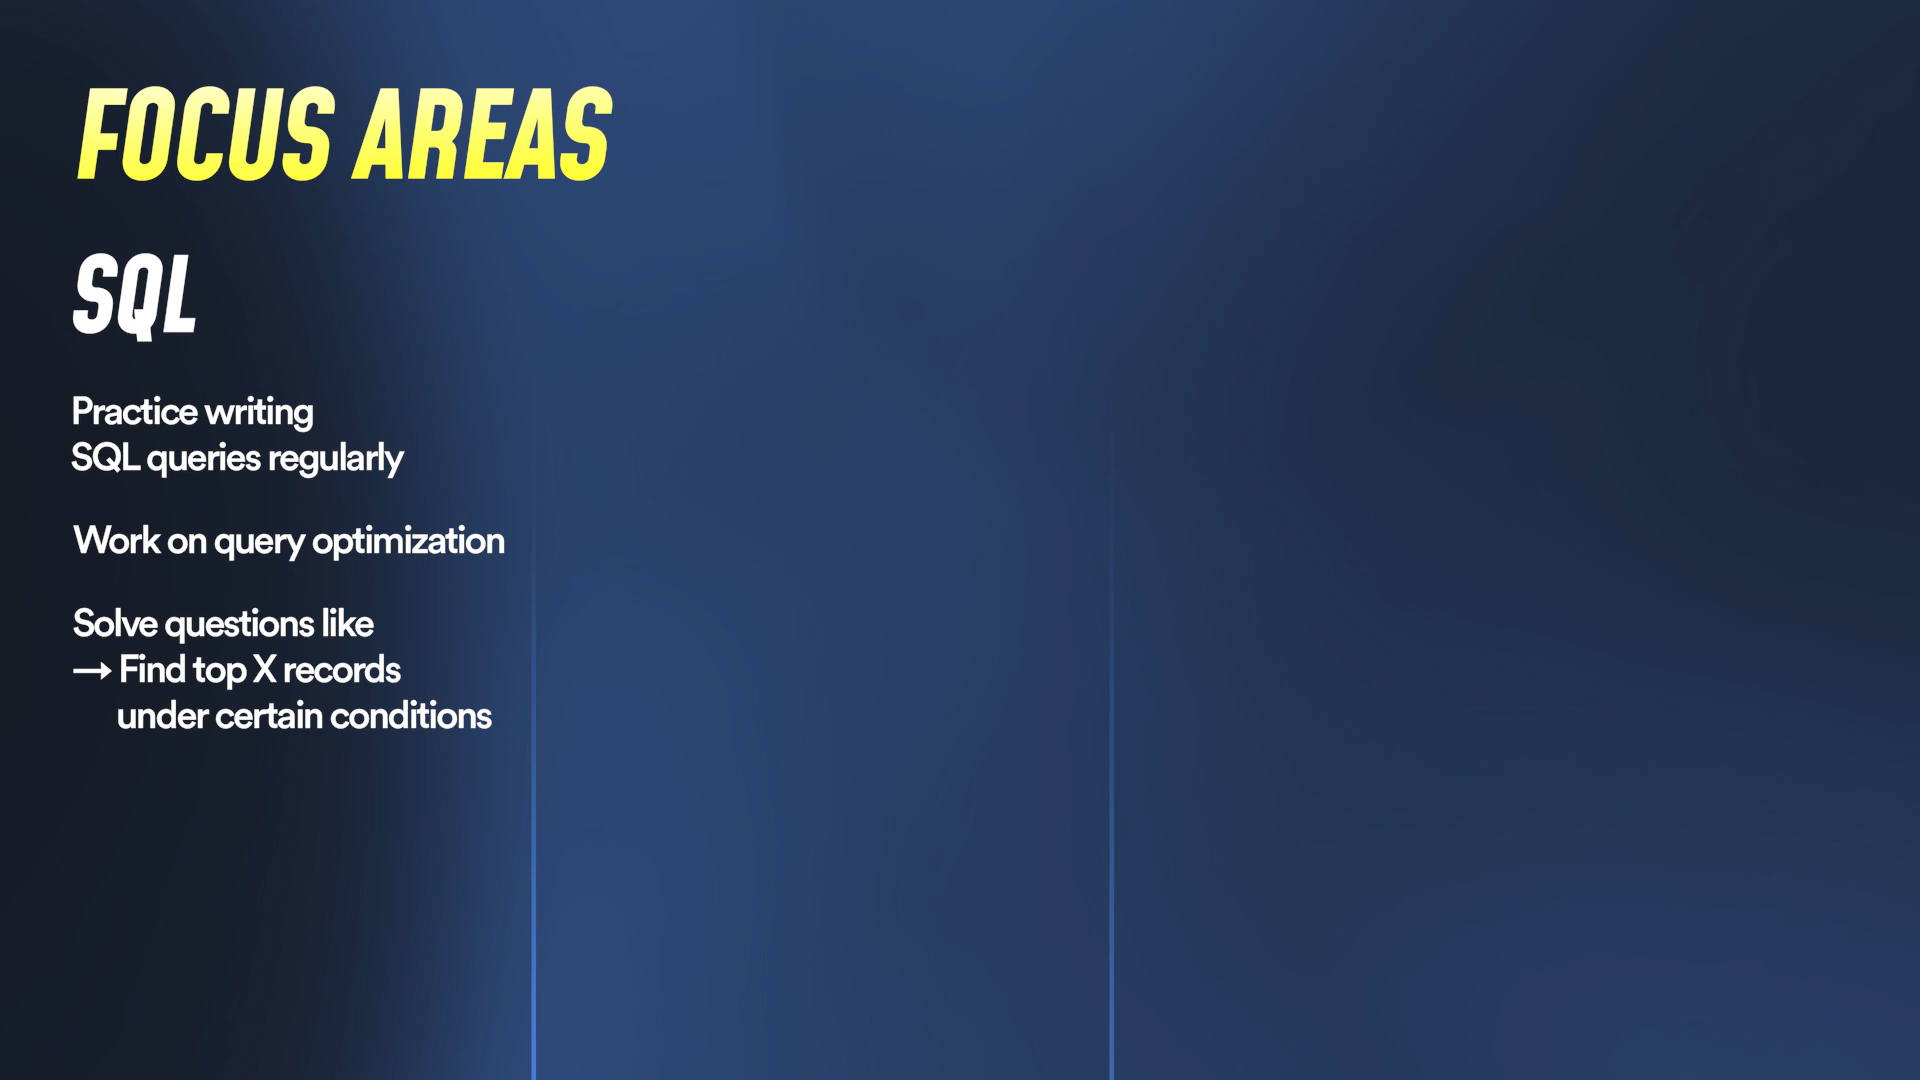 FOCUS AREAS
SQL
Practice writing
SQL queries regularly
Work on query optimization
Solve questions like
→ Find top X records
under certain conditions